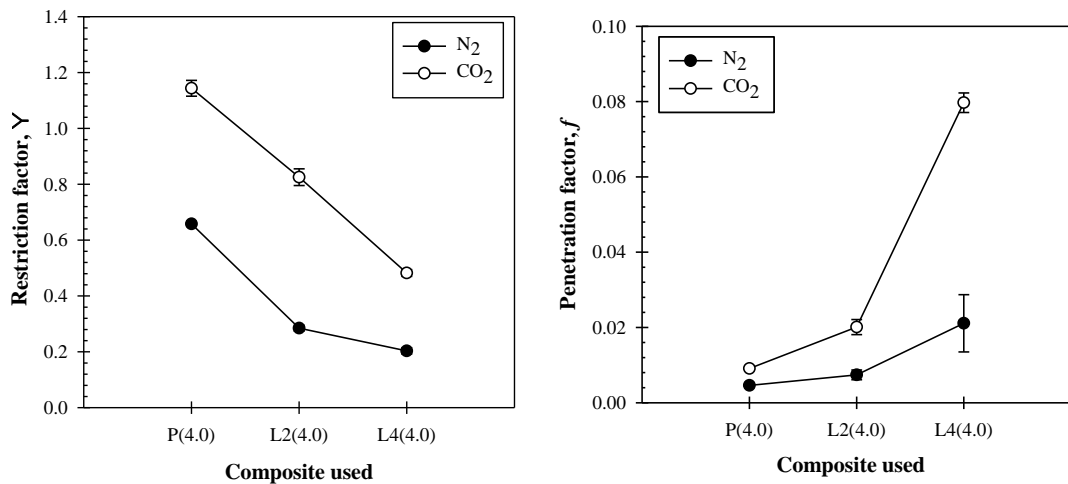 Restriction factor, Y
1.4
1.2
1.0
0.8
0.6
0.4
0.2
0.0
N2
CO2
P(4.0) L2(4.0) L4(4.0)
Composite used
Penetration factor, f
0.10
0.08
0.06
0.04
0.02
0.00
N2
CO2
P(4.0) L2(4.0) L4(4.0)
Composite used